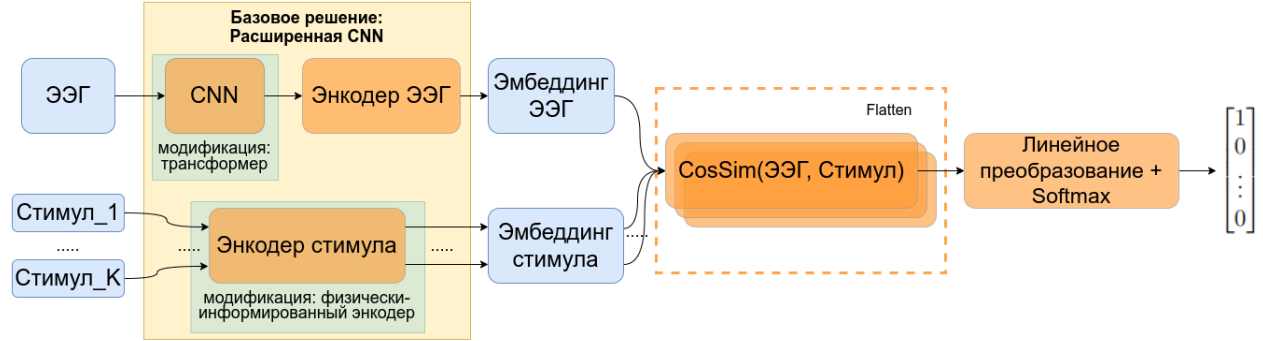 Базовое решение:
Расширенная CNN
ЭЭГ
CNN
Энкодер ЭЭГ
Эмбеддинг
ЭЭГ
модификация:
трансформер
Flatten
CosSim(ЭЭГ, Стимул)
Линейное
преобразование +
Softmax
1
0
⋮
0
Стимул_1
.....
Стимул_K
.....
Энкодер стимула
.....
Эмбеддинг
стимула
.....
модификация: физически-
информированный энкодер